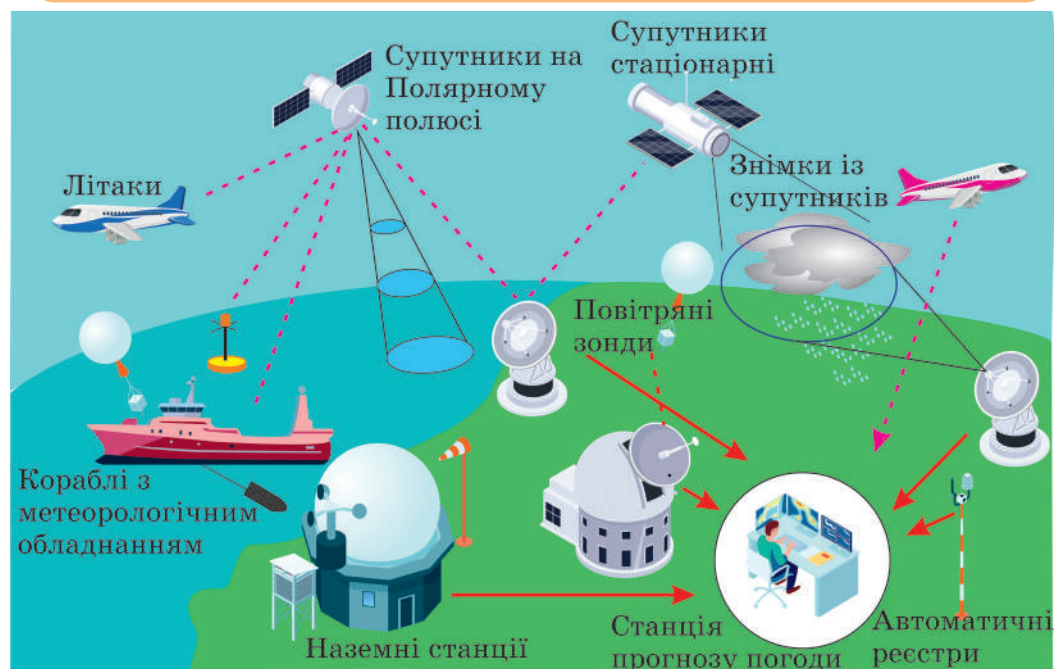 Супутники на
Полярному
полюсі
Супутники
стаціонарні
Літаки
Знімки із
супутників
Повітряні
зонди
Кораблі з
метеорологічним
обладнанням
Наземні станції
Станція
прогнозу погоди
Автоматичні
реєстри